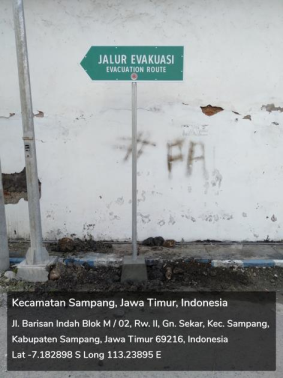 JALUR EVAKUASI
EVACUATION ROUTE
Kecamatan Sampang, Jawa Timur, Indonesia
Jl. Barisan Indah Blok M / 02, Rw. II, Gn. Sekar, Kec. Sampang,
Kabupaten Sampang, Jawa Timur 69216, Indonesia
Lat -7.182898 S Long 113.23895 E